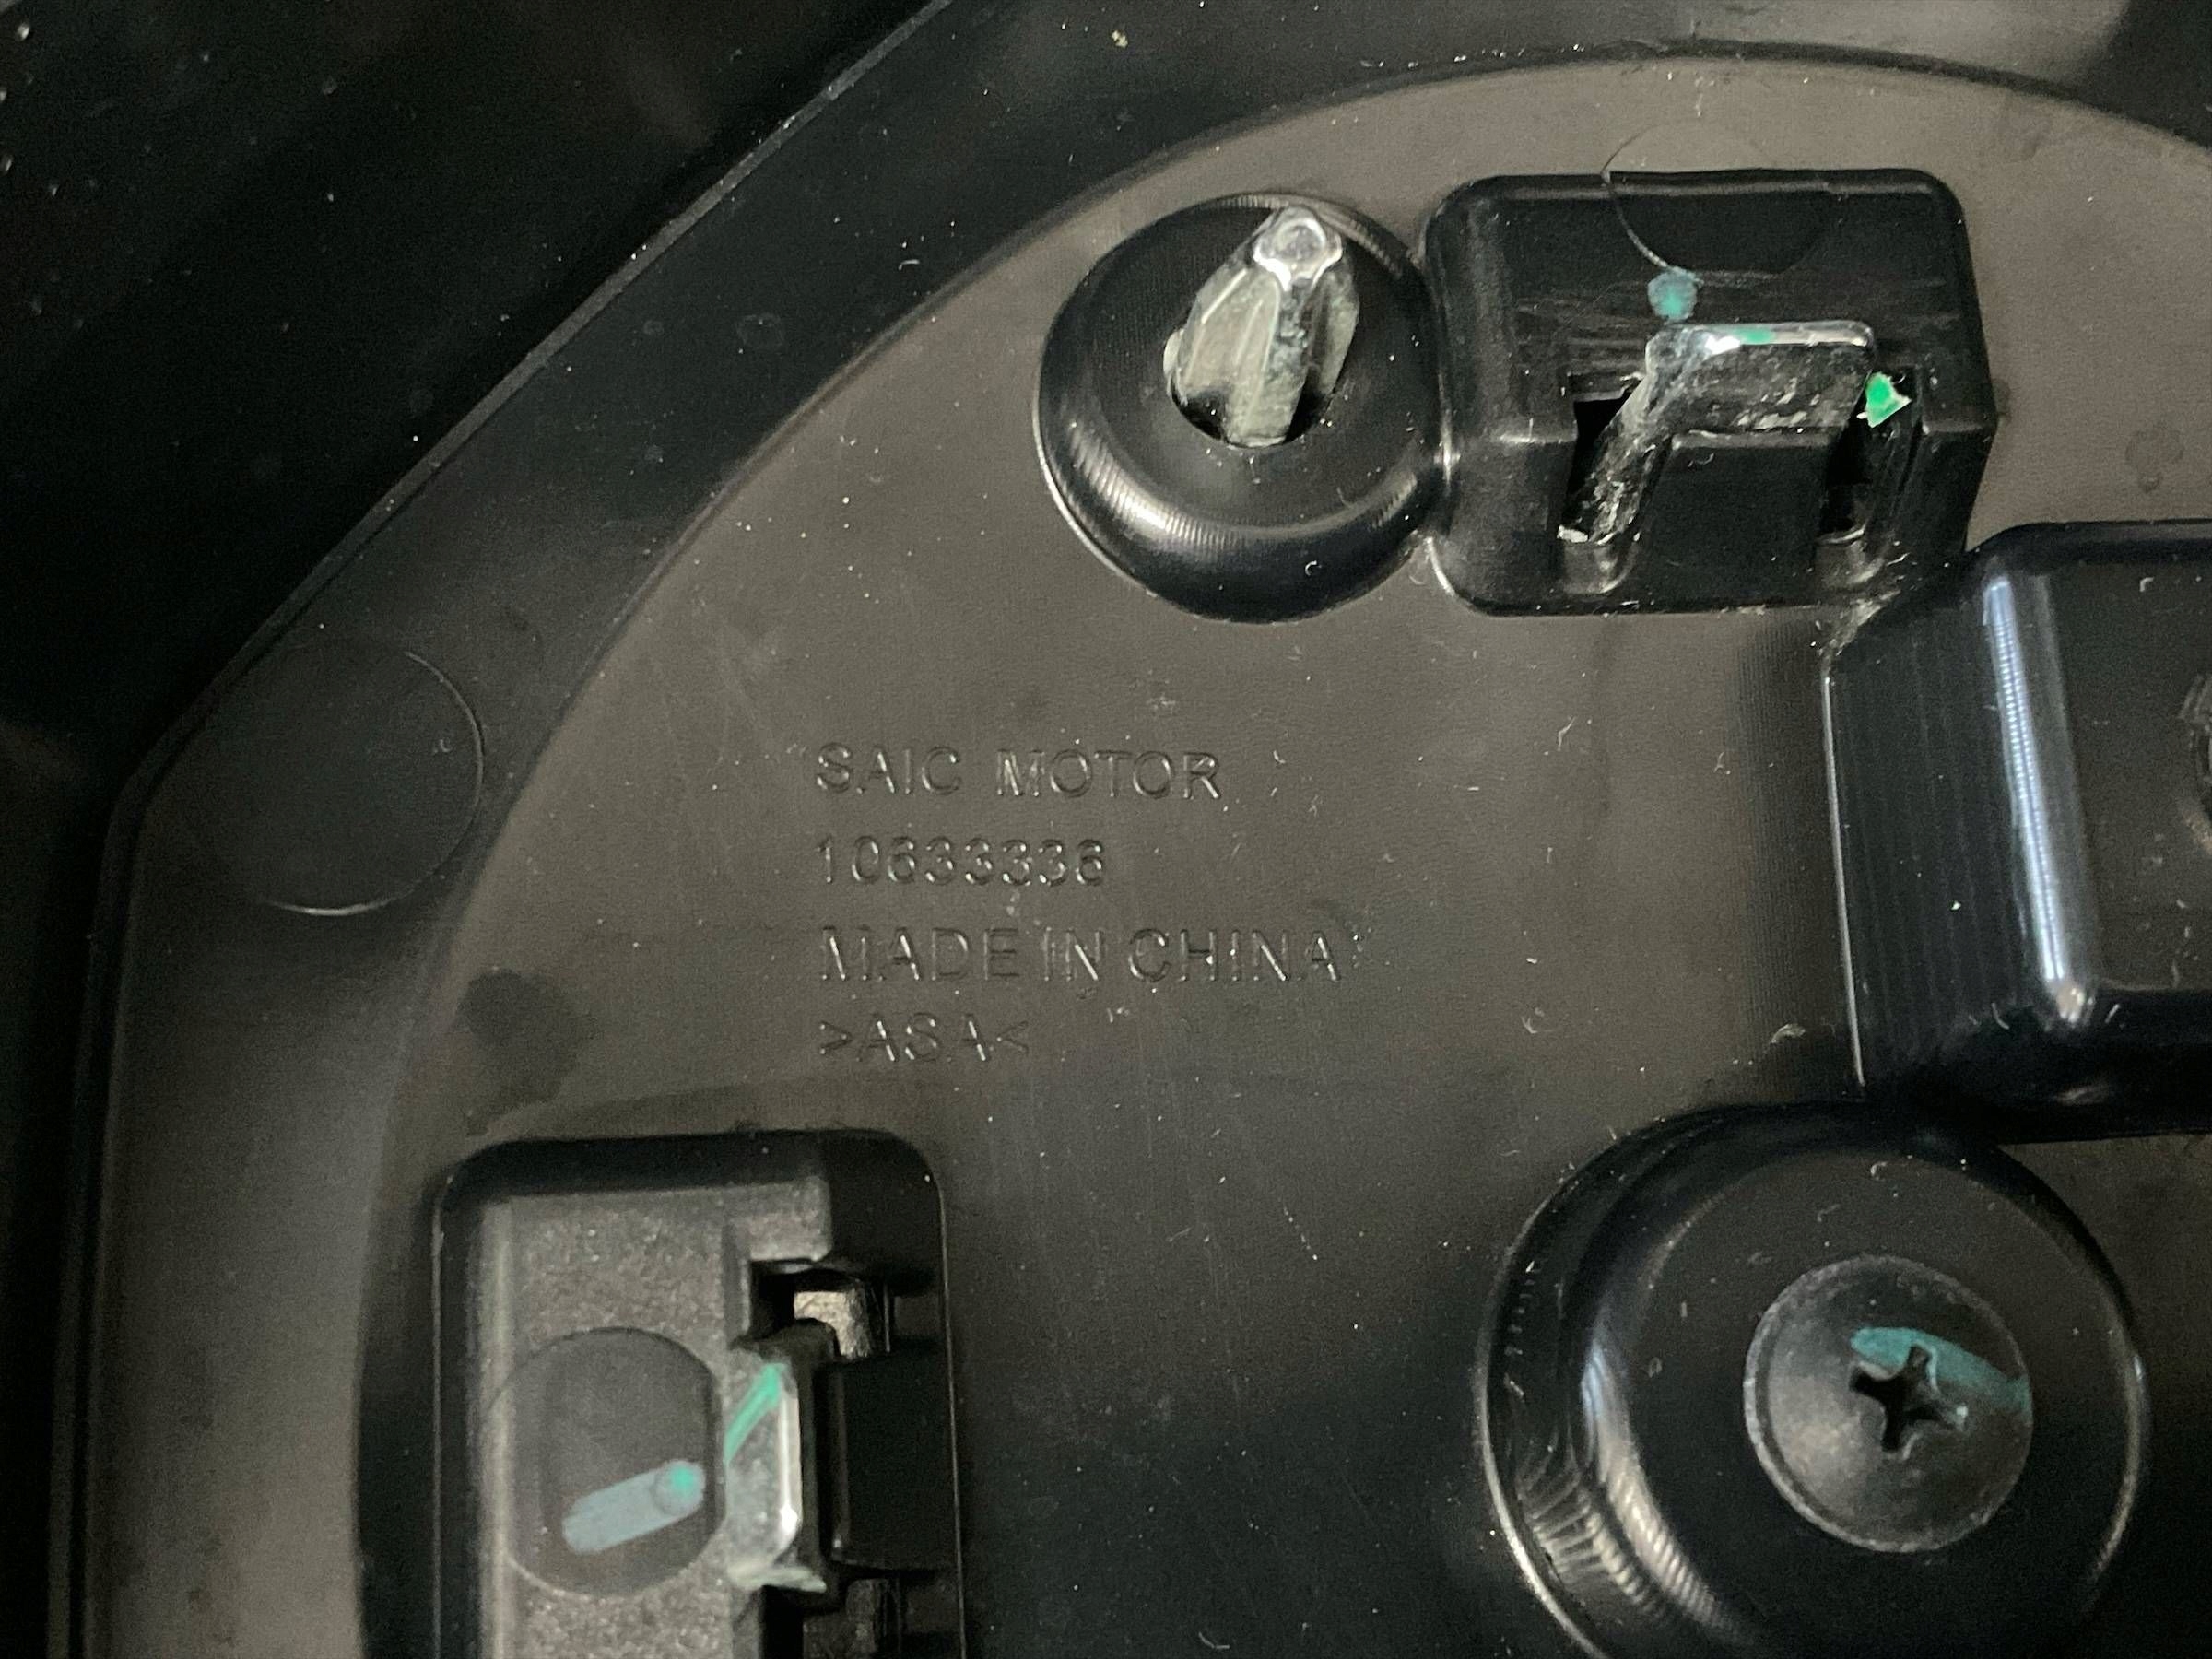 SAIC MOTOR
10633336
MADE IN CHINA
>ASA<